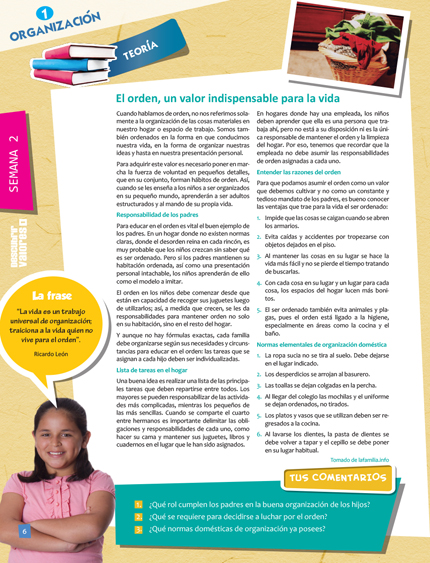 1
ORGANIZACIÓN
TEORÍA
SEMANA 2
El orden, un valor indispensable para la vida
Cuando hablamos de orden, no nos referimos sola-
mente a la organización de las cosas materiales en
nuestro hogar o espacio de trabajo. Somos tam-
bién ordenados en la forma en que conducimos
nuestra vida, en la forma de organizar nuestras
ideas y hasta en nuestra presentación personal.
Para adquirir este valor es necesario poner en mar-
cha la fuerza de voluntad en pequeños detalles,
que en su conjunto, forman hábitos de orden. Así,
cuando se les enseña a los niños a ser organizados
en su pequeño mundo, aprenderán a ser adultos
estructurados y al mando de su propia vida.
Responsabilidad de los padres
Para educar en el orden es vital el buen ejemplo de
los padres. En un hogar donde no existen normas
claras, donde el desorden reina en cada rincón, es
muy probable que los niños crezcan sin saber qué
es ser ordenado. Pero si los padres mantienen su
habitación ordenada, así como una presentación
personal intachable, los niños aprenderán de ello
como el modelo a imitar.
El orden en los niños debe comenzar desde que
están en capacidad de recoger sus juguetes luego
de utilizarlos; así, a medida que crecen, se les da
responsabilidades para mantener orden no solo
en su habitación, sino en el resto del hogar.
Y aunque no hay fórmulas exactas, cada familia
debe organizarse según sus necesidades y circuns-
tancias para educar en el orden: las tareas que se
asignan a cada hijo deben ser individualizadas.
Lista de tareas en el hogar
Una buena idea es realizar una lista de las principa-
les tareas que deben repartirse entre todos. Los
mayores se pueden responsabilizar de las activida-
des más complicadas, mientras los pequeños de
las más sencillas. Cuando se comparte el cuarto
entre hermanos es importante delimitar las obli-
gaciones y responsabilidades de cada uno, como
hacer su cama y mantener sus juguetes, libros y
cuadernos en el lugar que le han sido asignados.
En hogares donde hay una empleada, los niños
deben aprender que ella es una persona que tra-
baja ahí, pero no está a su disposición ni es la úni-
ca responsable de mantener el orden y la limpieza
del hogar. Por eso, tenemos que recordar que la
empleada no debe asumir las responsabilidades
de orden asignadas a cada uno.
Entender las razones del orden
Para que podamos asumir el orden como un valor
que debemos cultivar y no como un constante y
tedioso mandato de los padres, es bueno conocer
las ventajas que trae para la vida el ser ordenado:
1. Impide que las cosas se caigan cuando se abren
los armarios.
2. Evita caídas y accidentes por tropezarse con
objetos dejados en el piso.
3. Al mantener las cosas en su lugar se hace la
vida más fácil y no se pierde el tiempo tratando
de buscarlas.
4. Con cada cosa en su lugar y un lugar para cada
cosa, los espacios del hogar lucen más boni-
tos.
5. El ser ordenado también evita animales y pla-
gas, pues el orden está ligado a la higiene,
especialmente en áreas como la cocina y el
baño.
Normas elementales de organización doméstica
1. La ropa sucia no se tira al suelo. Debe dejarse
en el lugar indicado.
2. Los desperdicios se arrojan al basurero.
3. Las toallas se dejan colgadas en la percha.
4. Al llegar del colegio las mochilas y el uniforme
se dejan ordenados, no tirados.
5. Los platos y vasos que se utilizan deben ser re-
gresados a la cocina.
6. Al lavarse los dientes, la pasta de dientes se
debe volver a tapar y el cepillo se debe poner
en su lugar habitual.
Tomado de lafamilia.info
La frase
"La vida es un trabajo
universal de organización;
traiciona a la vida quien no
vive para el orden".
Ricardo León
TUS COMENTARIOS
1. ¿Qué rol cumplen los padres en la buena organización de los hijos?
2. ¿Qué se requiere para decidirse a luchar por el orden?
3. ¿Qué normas domésticas de organización ya posees?
6